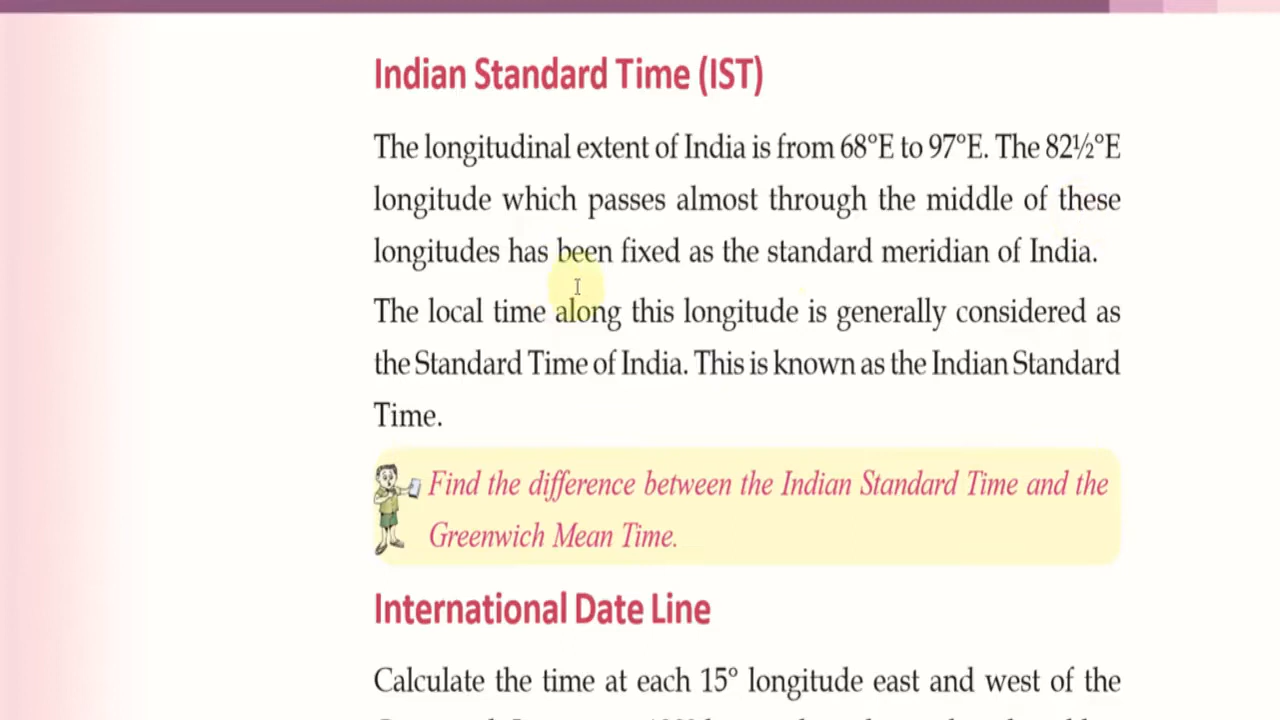 Indian Standard Time (IST)
The longitudinal extent of India is from 68°E to 97°E. The 82½°E
longitude which passes almost through the middle of these
longitudes has been fixed as the standard meridian of India.
The local time along this longitude is generally considered as
the Standard Time of India. This is known as the Indian Standard
Time.
Find the difference between the Indian Standard Time and the
Greenwich Mean Time.
International Date Line
Calculate the time at each 15° longitude east and west of the